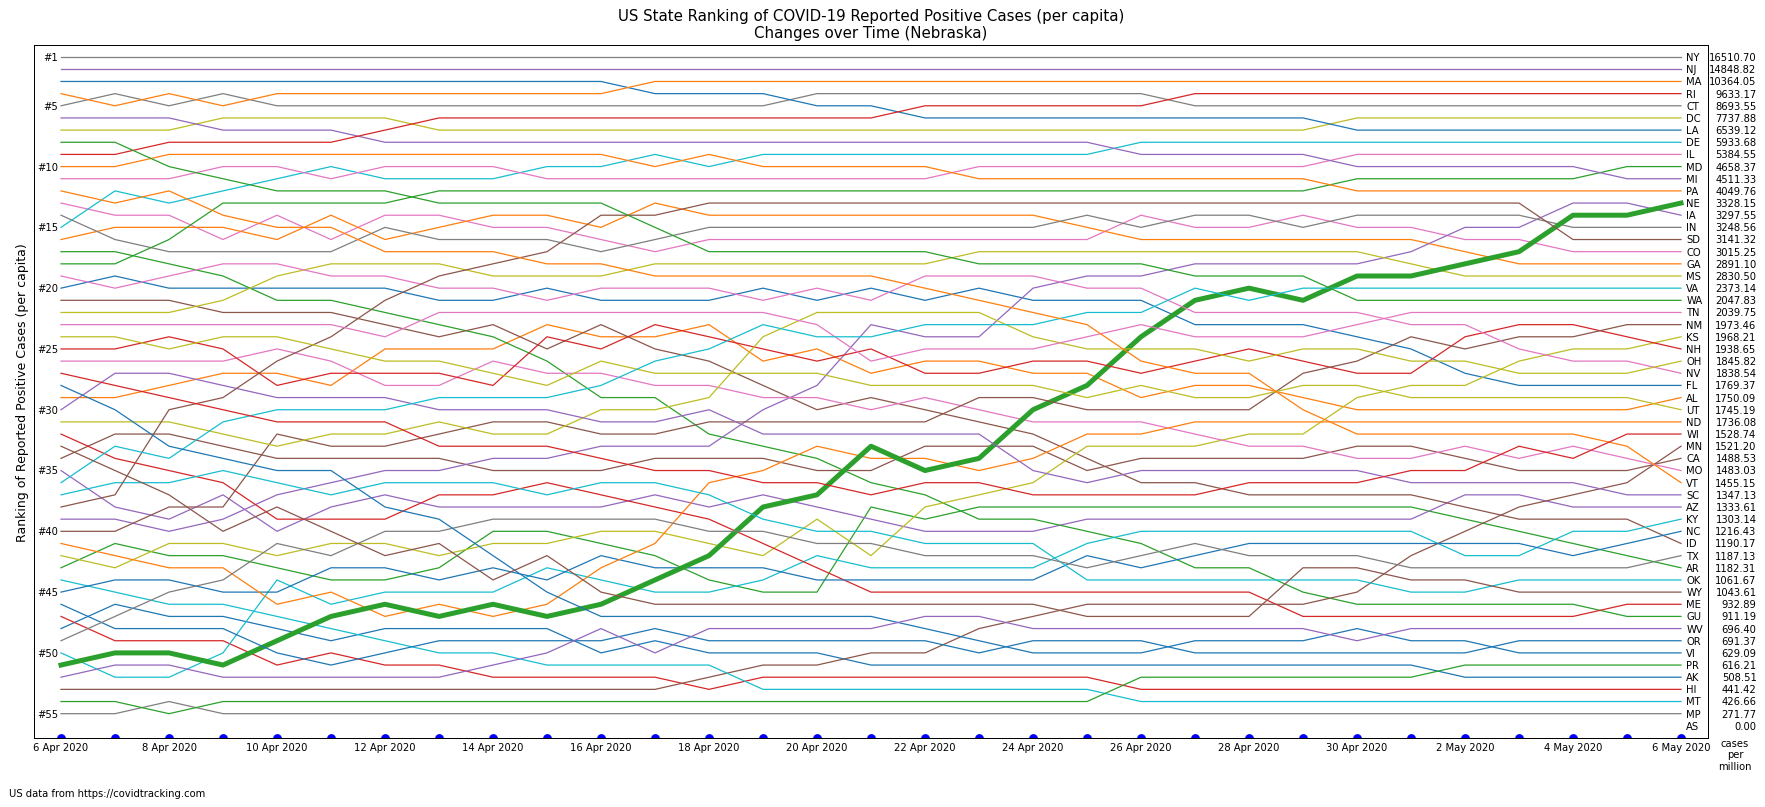 US State Ranking of COVID-19 Reported Positive Cases (per capita)
Changes over Time (Nebraska)
Ranking of Reported Positive Cases (per capita)
#1
#5
#10
#15
#20
#25
#30
#35
#40
#45
#50
#55
NY 16510.70
NJ 14848.82
MA 10364.05
RI 9633.17
CT 8693.55
DC 7737.88
LA 6539.12
DE 5933.68
IL 5384.55
MD 4658.37
MI 4511.33
PA 4049.76
NE 3328.15
IA 3297.55
IN 3248.56
SD 3141.32
CO 3015.25
GA 2891.10
MS 2830.50
VA 2373.14
WA 2047.83
TN 2039.75
NM 1973.46
KS 1968.21
NH 1938.65
OH 1845.82
NV 1838.54
FL 1769.37
AL 1750.09
UT 1745.19
ND 1736.08
WI 1528.74
MN 1521.20
CA 1488.53
MO 1483.03
VT 1455.15
SC 1347.13
AZ 1333.61
KY 1303.14
NC 1216.43
ID 1190.17
TX 1187.13
AR 1182.31
OK 1061.67
WY 1043.61
ME 932.89
GU 911.19
WV 696.40
OR 691.37
VI 629.09
PR 616.21
AK 508.51
HI 441.42
MT 426.66
MP 271.77
AS 0.00
6 Apr 2020 8 Apr 2020 10 Apr 2020 12 Apr 2020 14 Apr 2020 16 Apr 2020 18 Apr 2020 20 Apr 2020 22 Apr 2020 24 Apr 2020 26 Apr 2020 28 Apr 2020 30 Apr 2020 2 May 2020 4 May 2020 6 May 2020
cases
per
million
US data from https://covidtracking.com